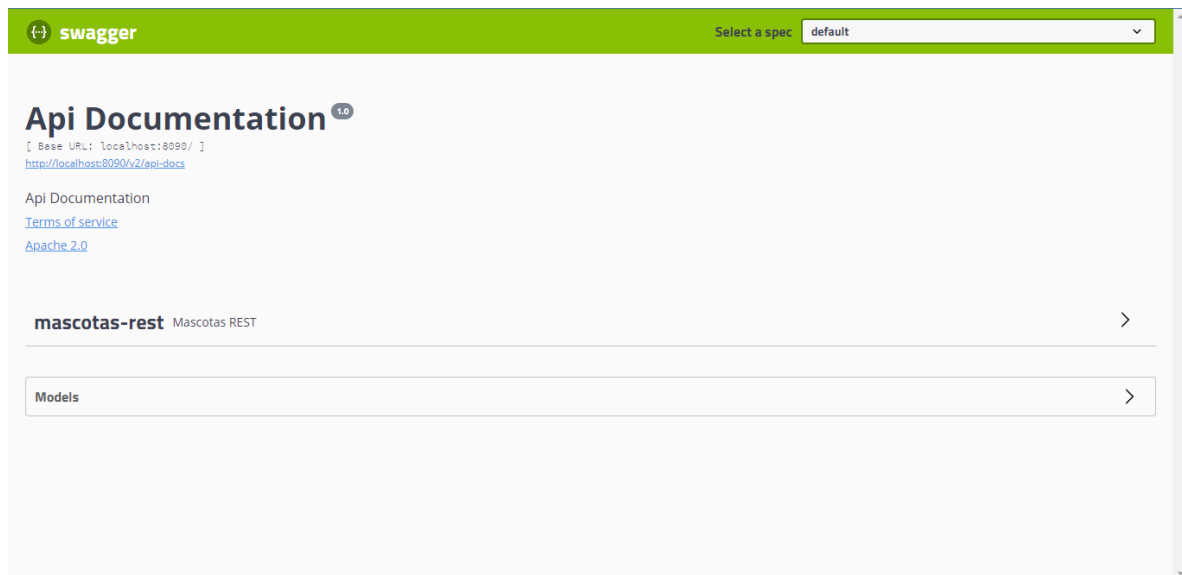 swagger
Select a spec default
Api Documentation 1.0
[ Base URL: localhost:8090/ ]
http://localhost:8090/v2/api-docs
Api Documentation
Terms of service
Apache 2.0
mascotas-rest Mascotas REST
Models